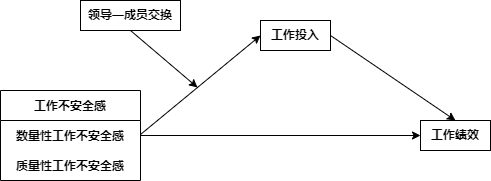 领导—成员交换
工作投入
工作不安全感
数量性工作不安全感
质量性工作不安全感
工作绩效